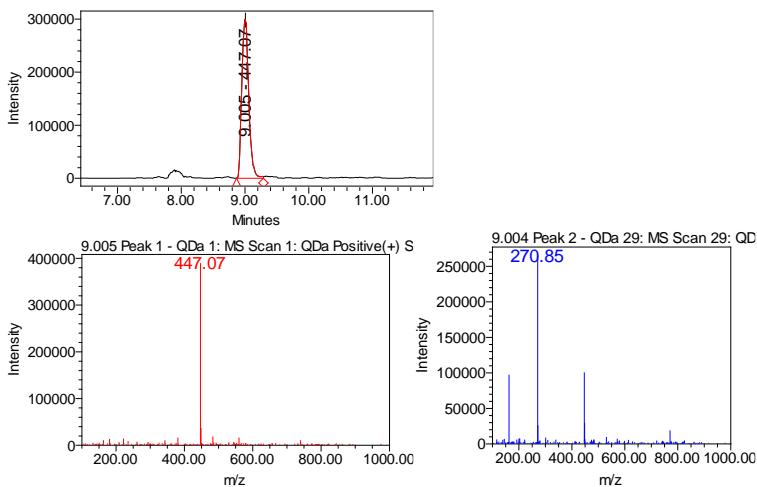 300000
200000
100000
0
Intensity
9.005 - 447.07
7.00 8.00 9.00 10.00 11.00
Minutes
9.005 Peak 1 - QDa 1: MS Scan 1: QDa Positive(+) S
447.07
400000
300000
200000
100000
0
Intensity
200.00 400.00 600.00 800.00 1000.00
m/z
9.004 Peak 2 - QDa 29: MS Scan 29: QD
270.85
250000
200000
150000
100000
50000
0
Intensity
200.00 400.00 600.00 800.00 1000.00
m/z